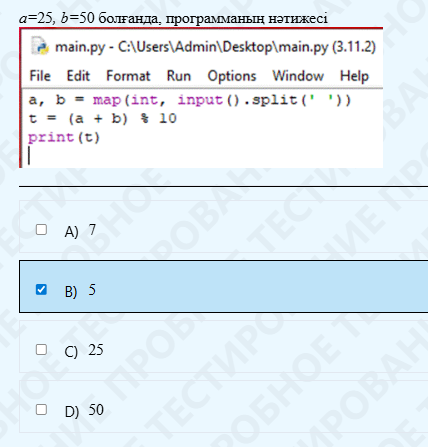 a=25, b=50 болғанда, программаның нәтижесі
main.py - C:\Users\Admin\Desktop\main.py (3.11.2)
File Edit Format Run Options Window Help
a, b = map(int, input().split(' '))
t = (a + b) % 10
print(t)
A) 7
B) 5
C) 25
D) 50